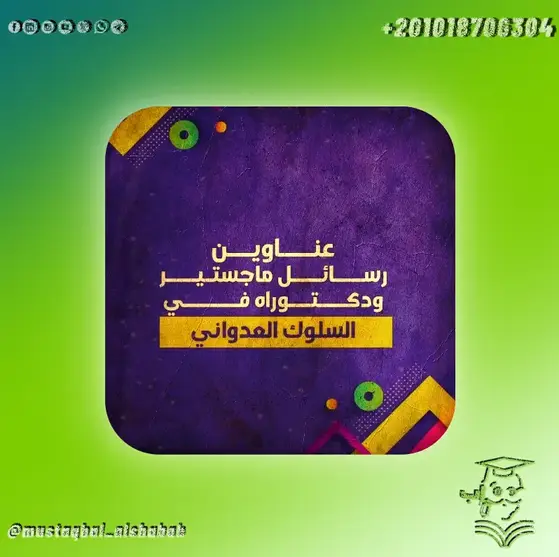 +201018706304
عناوين
رسائل ماجستير
ودكتوراه في
السلوك العدواني
@mustaqbal_alshabab